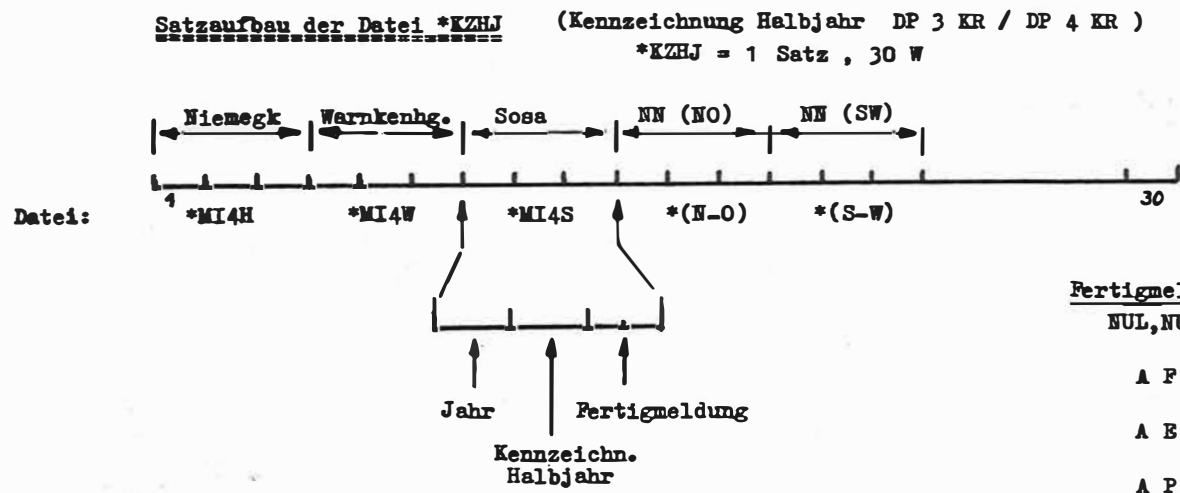 Satzaufbau der Datei *KZHJ (Kennzeichnung Halbjahr DP 3 KR / DP 4 KR )
*KZHJ = 1 Satz , 30 W
Niemegk Warnkenhg. Sosa NN (NO) NN (SW)
1 30
Datei: *MI4H *MI4W *MI4S *(N-O) *(S-W)
Fertigmel
NUL,NU
A F
Jahr Fertigmeldung
A E
Kennzeichn.
Halbjahr
A P